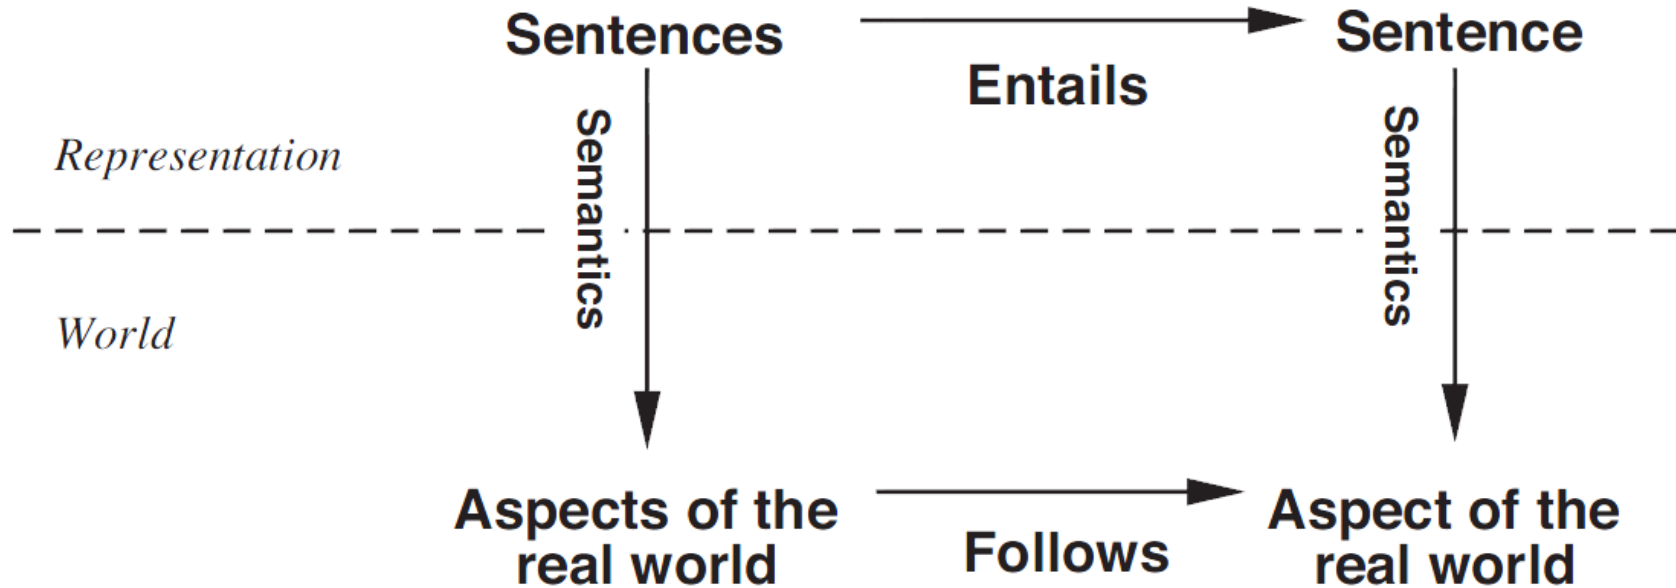 Sentences
Sentence
Entails
Semantics
Semantics
Representation
World
Aspects of the
real world
Follows
Aspect of the
real world